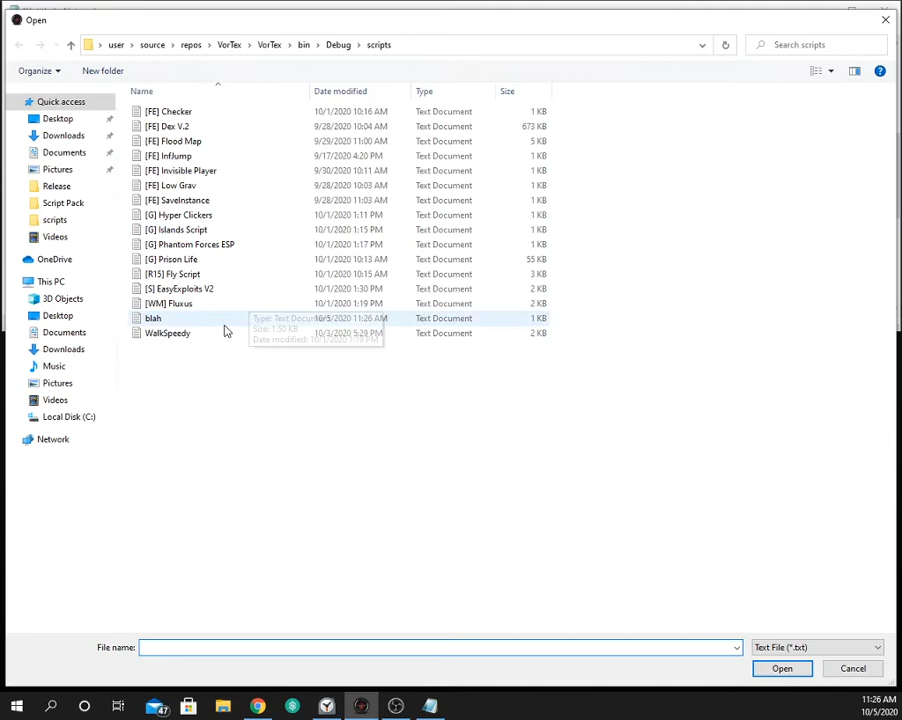 Open
user > source > repos > VorTex > VorTex > bin > Debug > scripts
Search scripts
Organize
New folder
Name Date modified Type Size
Quick access
Desktop
Downloads
Documents
Pictures
Release
Script Pack
scripts
Videos
OneDrive
This PC
3D Objects
Desktop
Documents
Downloads
Music
Pictures
Videos
Local Disk (C:)
Network
[FE] Checker 10/1/2020 10:16 AM Text Document 1 KB
[FE] Dex V.2 9/28/2020 10:04 AM Text Document 673 KB
[FE] Flood Map 9/29/2020 11:00 AM Text Document 5 KB
[FE] InfJump 9/17/2020 4:20 PM Text Document 1 KB
[FE] Invisible Player 9/30/2020 10:11 AM Text Document 1 KB
[FE] Low Grav 9/28/2020 10:03 AM Text Document 1 KB
[FE] SaveInstance 9/28/2020 11:03 AM Text Document 1 KB
[G] Hyper Clickers 10/1/2020 1:11 PM Text Document 1 KB
[G] Islands Script 10/1/2020 1:15 PM Text Document 1 KB
[G] Phantom Forces ESP 10/1/2020 1:17 PM Text Document 1 KB
[G] Prison Life 10/1/2020 10:13 AM Text Document 55 KB
[R15] Fly Script 10/1/2020 10:15 AM Text Document 3 KB
[S] EasyExploits V2 10/1/2020 1:30 PM Text Document 2 KB
[WM] Fluxus 10/1/2020 1:19 PM Text Document 2 KB
blah 10/5/2020 11:26 AM Text Document 1 KB
WalkSpeedy 10/3/2020 5:29 PM Text Document 2 KB
Type: Text Document
Size: 1.50 KB
Date modified: 10/1/2020 1:19 PM
File name:
Text File (*.txt)
Open
Cancel
47
11:26 AM
10/5/2020